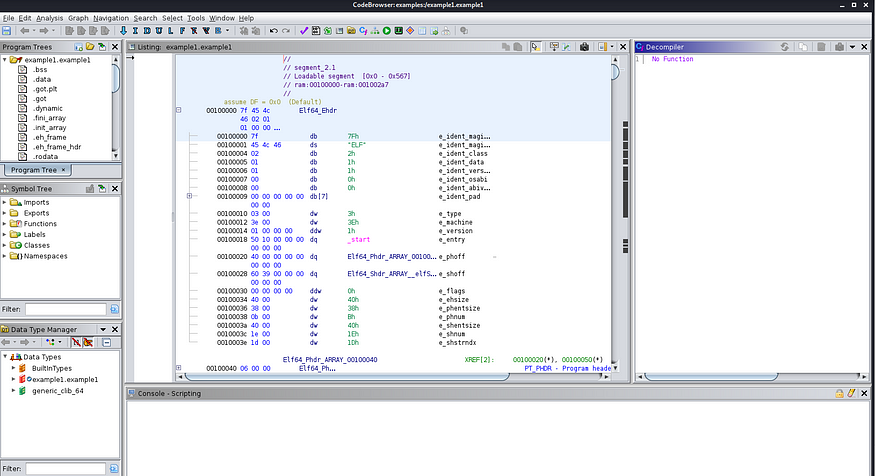 CodeBrowser: examples:/example1.example1
File Edit Analysis Graph Navigation Search Select Tools Window Help
I D U L F R V B
Program Trees
example1.example1
.bss
.data
.got.plt
.got
.dynamic
.fini_array
.init_array
.eh_frame
.eh_frame_hdr
.rodata
Program Tree
Symbol Tree
Imports
Exports
Functions
Labels
Classes
Namespaces
Filter:
Data Type Manager
Data Types
BuiltInTypes
example1.example1
generic_clib_64
Filter:
Listing: example1.example1
//
// segment_2.1
// Loadable segment [0x0 - 0x567]
// ram:00100000-ram:001002a7
//
assume DF = 0x0 (Default)
00100000 7f 45 4c Elf64_Ehdr
46 02 01
01 00 00 ...
00100000 7f db 7Fh e_ident_magi...
00100001 45 4c 46 ds "ELF" e_ident_magi...
00100004 02 db 2h e_ident_class
00100005 01 db 1h e_ident_data
00100006 01 db 1h e_ident_vers...
00100007 00 db 0h e_ident_osabi
00100008 00 db 0h e_ident_abiv...
00100009 00 00 00 00 00 db[7] e_ident_pad
00 00
00100010 03 00 dw 3h e_type
00100012 3e 00 dw 3Eh e_machine
00100014 01 00 00 00 ddw 1h e_version
00100018 50 10 00 00 00 dq _start e_entry
00 00 00
00100020 40 00 00 00 00 dq Elf64_Phdr_ARRAY_00100... e_phoff
00 00 00
00100028 60 39 00 00 00 dq Elf64_Shdr_ARRAY__elfS... e_shoff
00 00 00
00100030 00 00 00 00 ddw 0h e_flags
00100034 40 00 dw 40h e_ehsize
00100036 38 00 dw 38h e_phentsize
00100038 0b 00 dw Bh e_phnum
0010003a 40 00 dw 40h e_shentsize
0010003c 1e 00 dw 1Eh e_shnum
0010003e 1d 00 dw 1Dh e_shstrndx
Elf64_Phdr_ARRAY_00100040 XREF[2]: 00100020(*), 00100050(*)
00100040 06 00 00 Elf64_Ph... PT_PHDR - Program heade
Decompiler
1 No Function
Console - Scripting